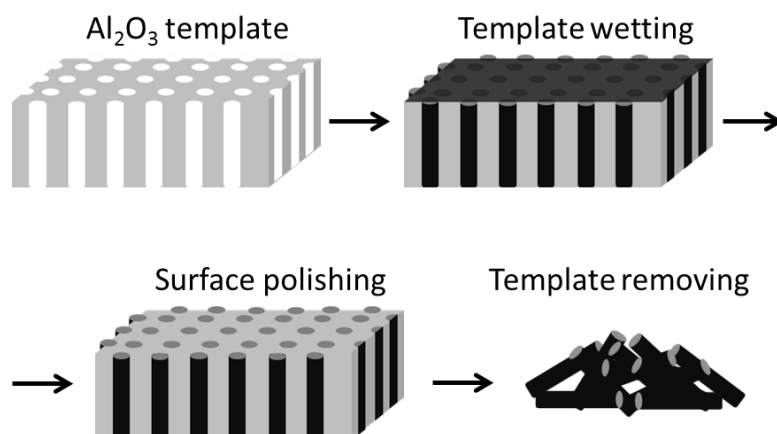 Al₂O₃ template
Template wetting
Surface polishing
Template removing